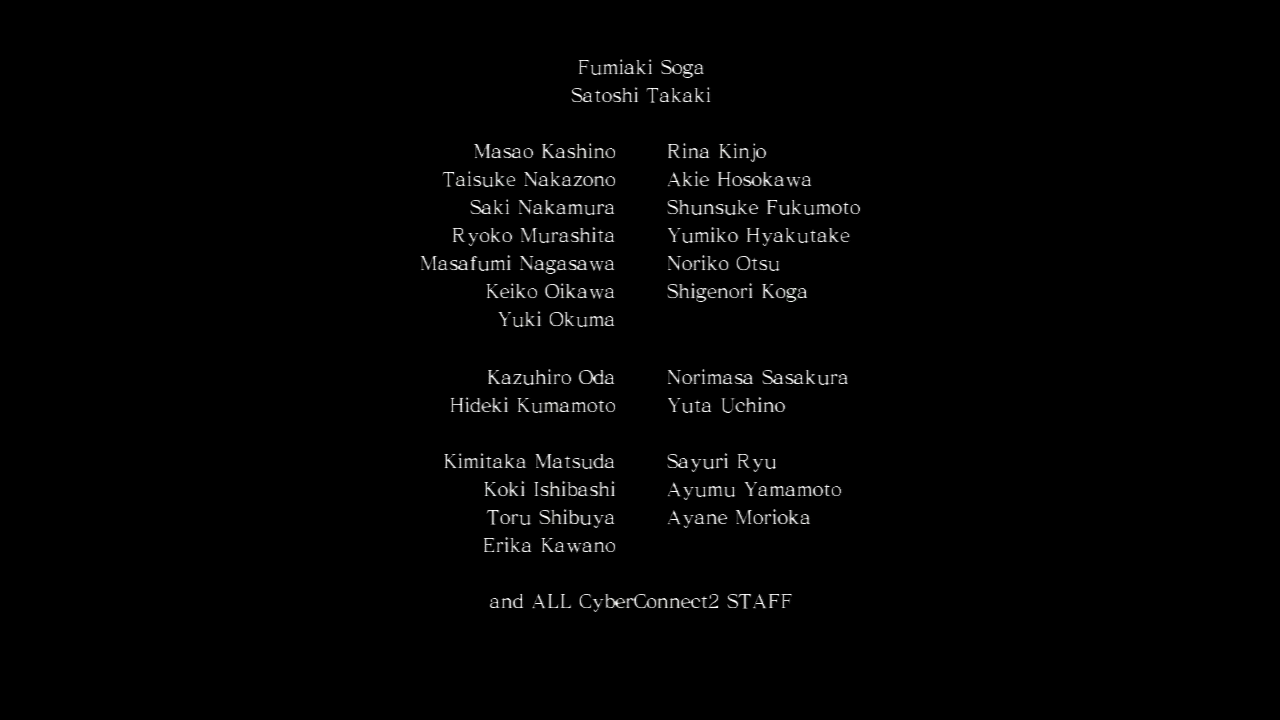 Fumiaki Soga
Satoshi Takaki
Masao Kashino Rina Kinjo
Taisuke Nakazono Akie Hosokawa
Saki Nakamura Shunsuke Fukumoto
Ryoko Murashita Yumiko Hyakutake
Masafumi Nagasawa Noriko Otsu
Keiko Oikawa Shigenori Koga
Yuki Okuma
Kazuhiro Oda Norimasa Sasakura
Hideki Kumamoto Yuta Uchino
Kimitaka Matsuda Sayuri Ryu
Koki Ishibashi Ayumu Yamamoto
Toru Shibuya Ayane Morioka
Erika Kawano
and ALL CyberConnect2 STAFF